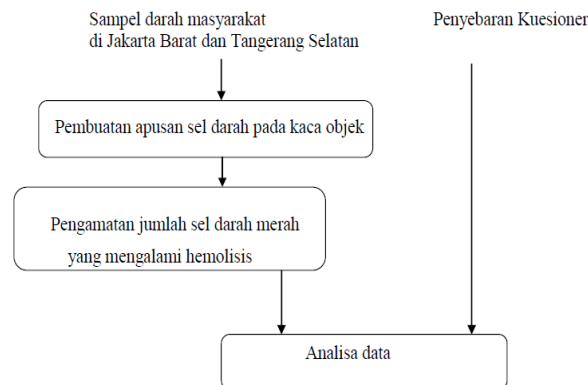 Sampel darah masyarakat
di Jakarta Barat dan Tangerang Selatan
Penyebaran Kuesioner
Pembuatan apusan sel darah pada kaca objek
Pengamatan jumlah sel darah merah
yang mengalami hemolisis
Analisa data